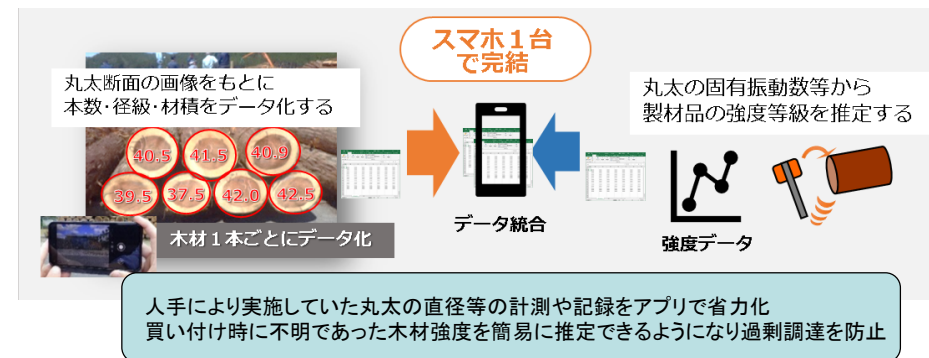 スマホ１台
で完結
丸太断面の画像をもとに
本数・径級・材積をデータ化する
40.5 41.5 40.9
39.5 37.5 42.0 42.5
木材１本ごとにデータ化
データ統合
丸太の固有振動数等から
製材品の強度等級を推定する
強度データ
人手により実施していた丸太の直径等の計測や記録をアプリで省力化
買い付け時に不明であった木材強度を簡易に推定できるようになり過剰調達を防止